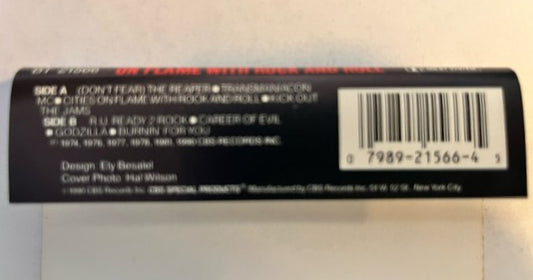 BT 21566 ON FLAME WITH ROCK AND ROLL
SIDE A (DON'T FEAR) THE REAPER ● TRANSMANIACON
MC ● CITIES ON FLAME WITH ROCK AND ROLL ● KICK OUT
THE JAMS
SIDE B R.U. READY 2 ROCK ● CAREER OF EVIL
● GODZILLA ● BURNIN' FOR YOU
℗ 1974, 1976, 1977, 1978, 1981, 1990 CBS RECORDS INC.
Design: Ely Besalel
Cover Photo: Hal Wilson
© 1990 CBS Records Inc. CBS SPECIAL PRODUCTS® Manufactured by CBS Records Inc. 51 W. 52 St. New York City
0 7989-21566-4 5